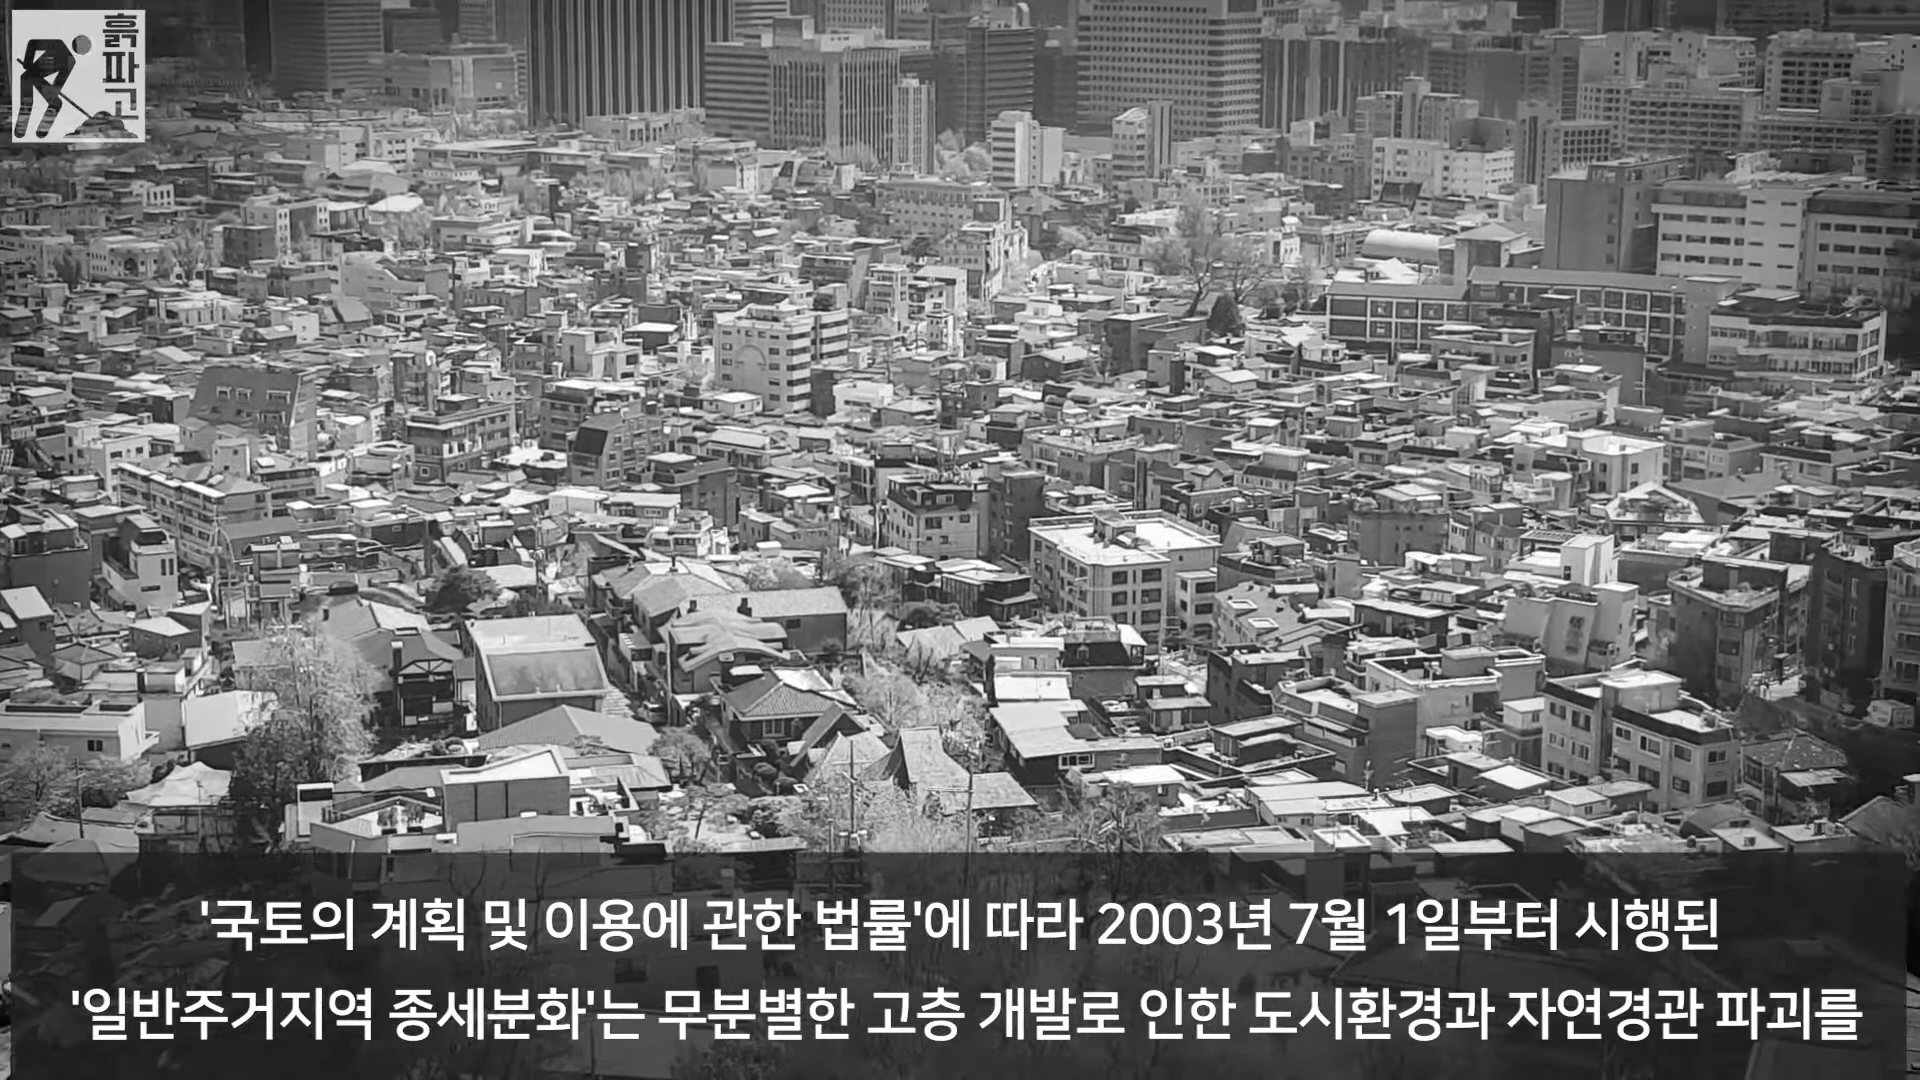 흙파고
'국토의 계획 및 이용에 관한 법률'에 따라 2003년 7월 1일부터 시행된
'일반주거지역 종세분화'는 무분별한 고층 개발로 인한 도시환경과 자연경관 파괴를